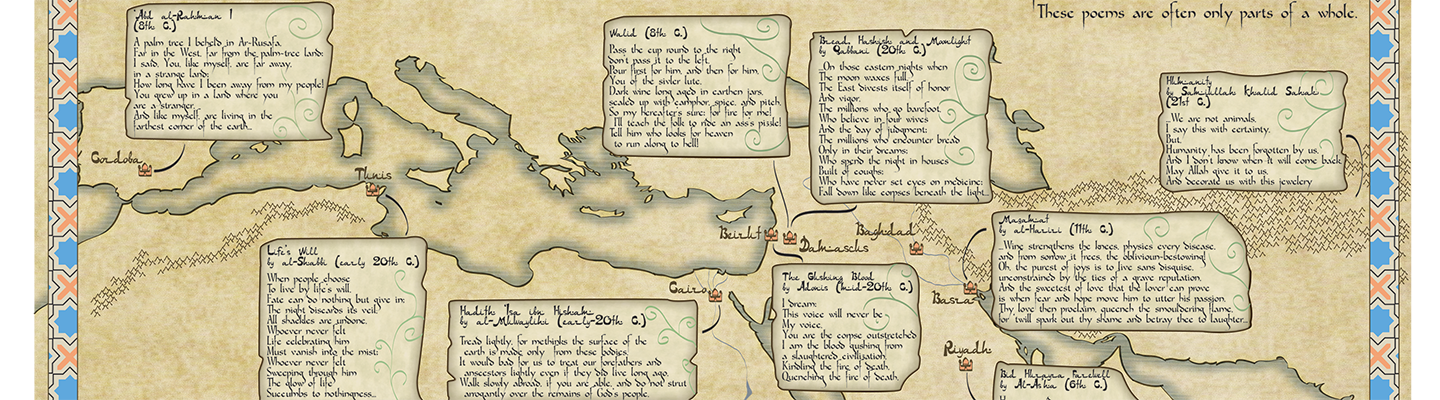 'Abd al-Rahman I
(8th C.)
A palm tree I beheld in Ar-Rusafa,
Far in the West, far from the palm-tree land:
I said: You, like myself, are far away,
in a strange land;
How long have I been away from my people!
You grew up in a land where you
are a stranger,
And like myself, are living in the
farthest corner of the earth...
Walid (8th C.)
Pass the cup round to the right
don't pass it to the left.
Pour first for him, and then for him,
You of the sivler lute.
Dark wine long aged in earthen jars,
sealed up with camphor, spice, and pitch.
So my hereafter's sure: for fire for me!
I'll teach the folk to ride an ass's pisile!
Tell him who looks for heaven
to run along to hell!
Bread, Hashish and Moonlight
by Qabbani (20th C.)
...On those eastern nights when
The moon waxes full,
The East divests itself of honor
And vigor.
The millions who go barefoot,
Who believe in four wives
And the day of judgment;
The millions who encounter bread
Only in their dreams;
Who spend the night in houses
Built of coughs;
Who have never set eyes on medicine;
Fall down like corpses beneath the light...
'These poems are often only parts of a whole.
Humanity
by Samiullah Khalid Sahak
(21st C.)
...We are not animals,
I say this with certainty,
But,
Humanity has been forgotten by us,
And I don't know when it will come back
May Allah give it to us,
And decorate us with this jewelery
Cordoba
Tunis
Beirut
Damascus
Baghdad
Cairo
Basra
Riyadh
Life's Will
by al-Shabbi (early 20th C.)
When people choose
To live by life's will,
Fate can do nothing but give in;
The night discards its veil,
All shackles are undone.
Whoever never felt
Life celebrating him
Must vanish into the mist;
Whoever never felt
Sweeping through him
The glow of life
Succumbs to nothingness...
Hadith 'Isa ibn Hisham
by al-Muwaylihi (early-20th C.)
Tread lightly, for methinks the surface of the
earth is made only from these bodies.
It would bad for us to treat our forefathers and
anscestors lightly even if they did live long ago.
Walk slowly abroad, if you are able, and do not strut
arrogantly over the remains of God's people.
The Gushing Blood
by Adonis (mid-20th C.)
I dream:
This voice will never be
My voice.
You are the corpse outstretched
I am the blood gushing from
a slaughtered civilization,
Kindling the fire of death,
Quenching the fire of death.
Maqamat
by al-Hariri (11th C.)
...Wine strengthens the knees, physics every disease,
and from sorrow it frees, the oblivioun-bestowing!
Oh, the purest of joys is to live sans disguise,
unconstrained by the ties of a grave reputation,
And the sweetest of love that the lover can prove
is when fear and hope move him to utter his passion.
Thy love then proclaim, quench the smouldering flame,
for 'twill spark out thy shame and betray thee to laughter...
Bid Hurayra Farewell
by Al-A'sha (6th C.)